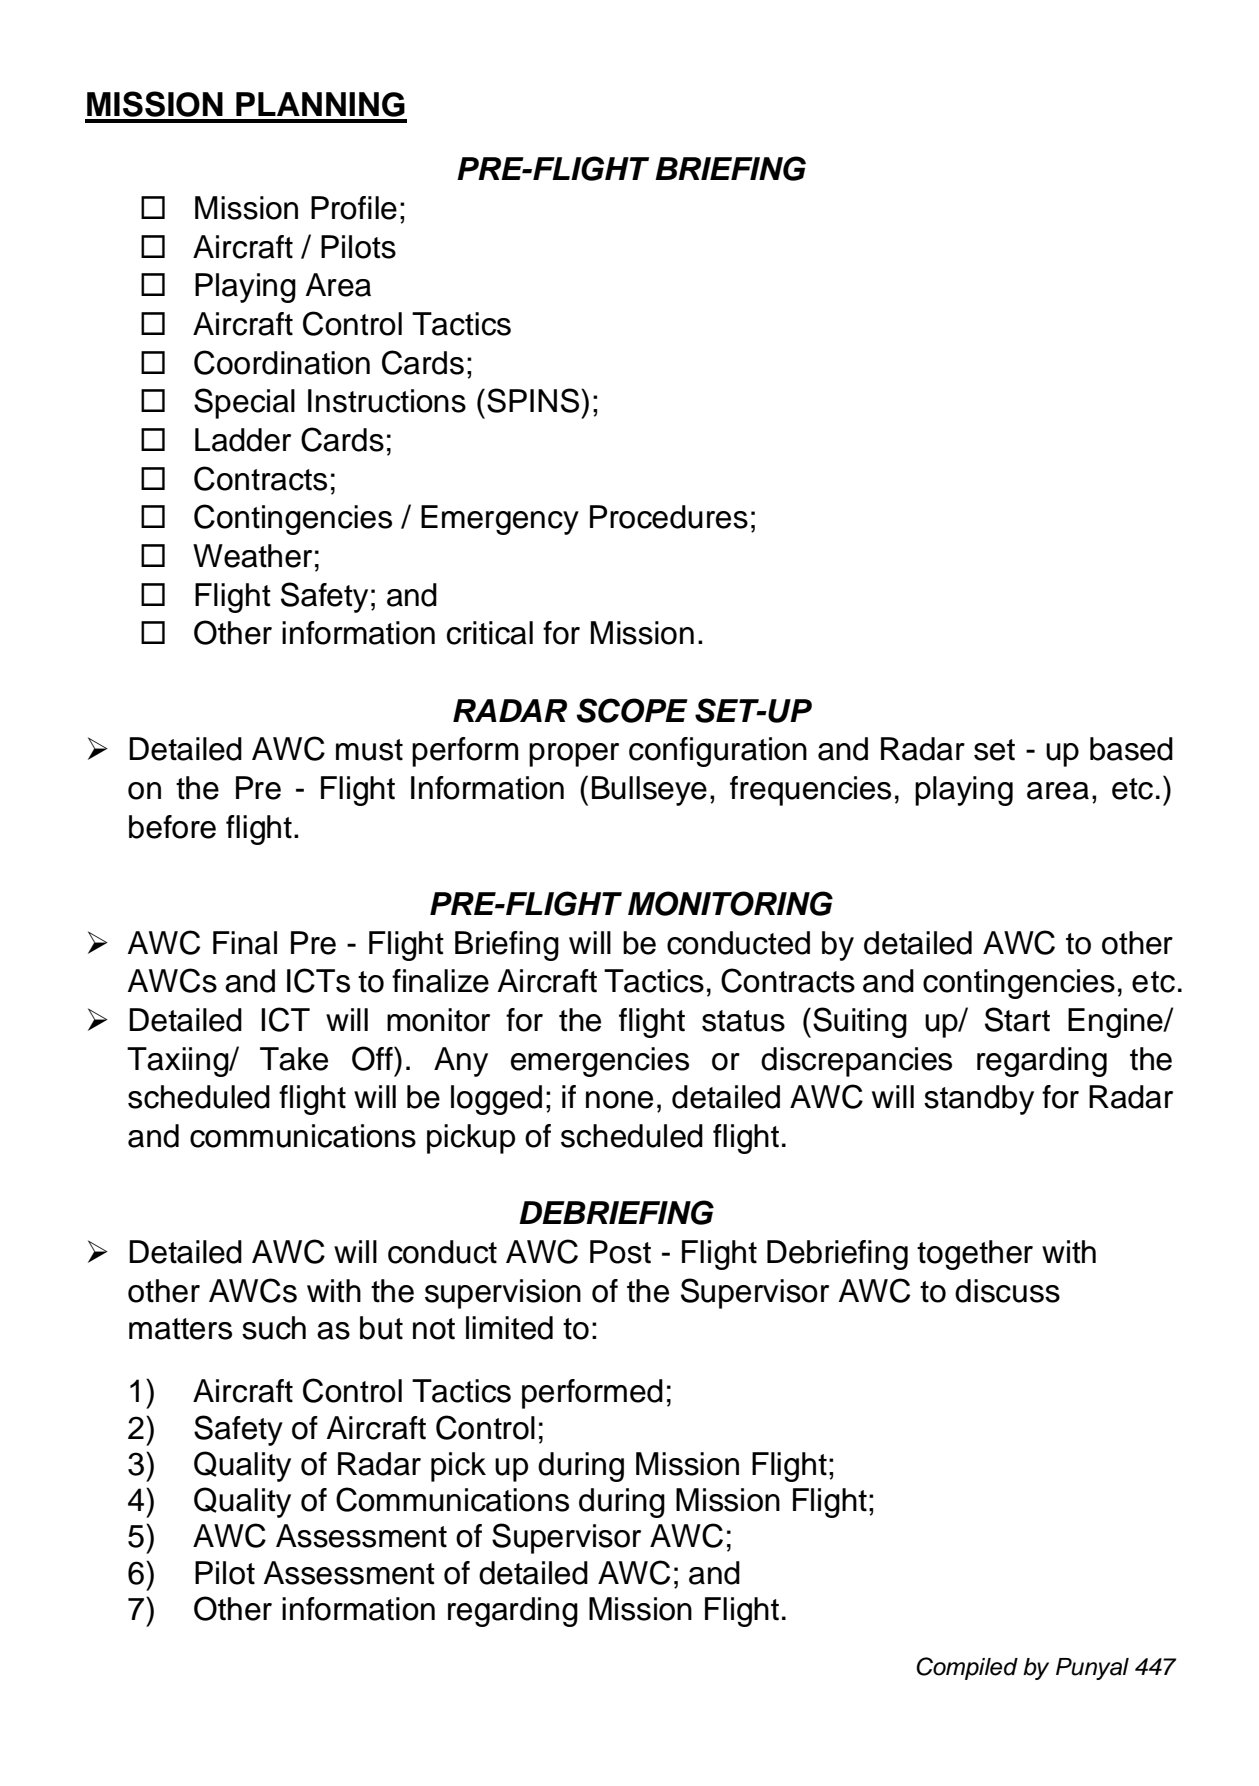 MISSION PLANNING
PRE-FLIGHT BRIEFING
☐ Mission Profile;
☐ Aircraft / Pilots
☐ Playing Area
☐ Aircraft Control Tactics
☐ Coordination Cards;
☐ Special Instructions (SPINS);
☐ Ladder Cards;
☐ Contracts;
☐ Contingencies / Emergency Procedures;
☐ Weather;
☐ Flight Safety; and
☐ Other information critical for Mission.
RADAR SCOPE SET-UP
➢ Detailed AWC must perform proper configuration and Radar set - up based
on the Pre - Flight Information (Bullseye, frequencies, playing area, etc.)
before flight.
PRE-FLIGHT MONITORING
➢ AWC Final Pre - Flight Briefing will be conducted by detailed AWC to other
AWCs and ICTs to finalize Aircraft Tactics, Contracts and contingencies, etc.
➢ Detailed ICT will monitor for the flight status (Suiting up/ Start Engine/
Taxiing/ Take Off). Any emergencies or discrepancies regarding the
scheduled flight will be logged; if none, detailed AWC will standby for Radar
and communications pickup of scheduled flight.
DEBRIEFING
➢ Detailed AWC will conduct AWC Post - Flight Debriefing together with
other AWCs with the supervision of the Supervisor AWC to discuss
matters such as but not limited to:
1) Aircraft Control Tactics performed;
2) Safety of Aircraft Control;
3) Quality of Radar pick up during Mission Flight;
4) Quality of Communications during Mission Flight;
5) AWC Assessment of Supervisor AWC;
6) Pilot Assessment of detailed AWC; and
7) Other information regarding Mission Flight.
Compiled by Punyal 447